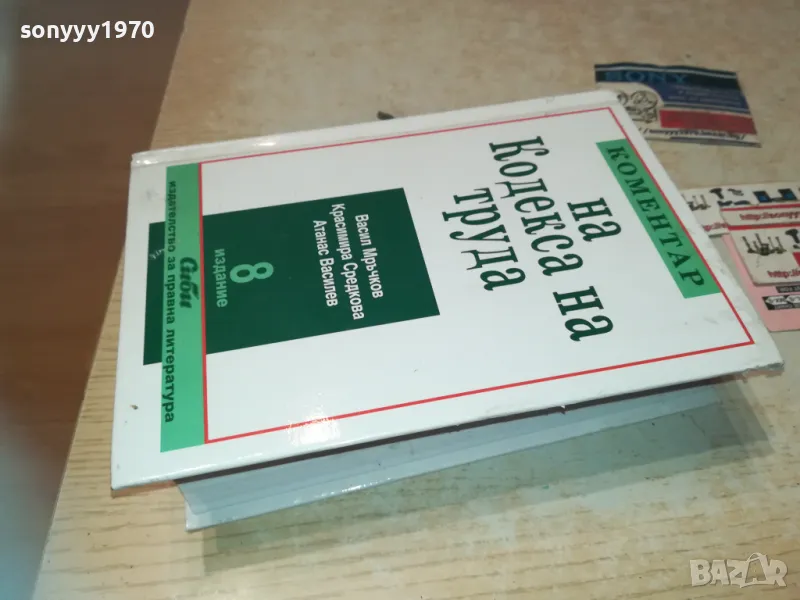 sonyyy1970
КОМЕНТАР
на
Кодекса на
труда
Васил Мръчков
Красимира Средкова
Атанас Василев
8
издание
Сиби
издателство за правна литература
SONY
BAZAR